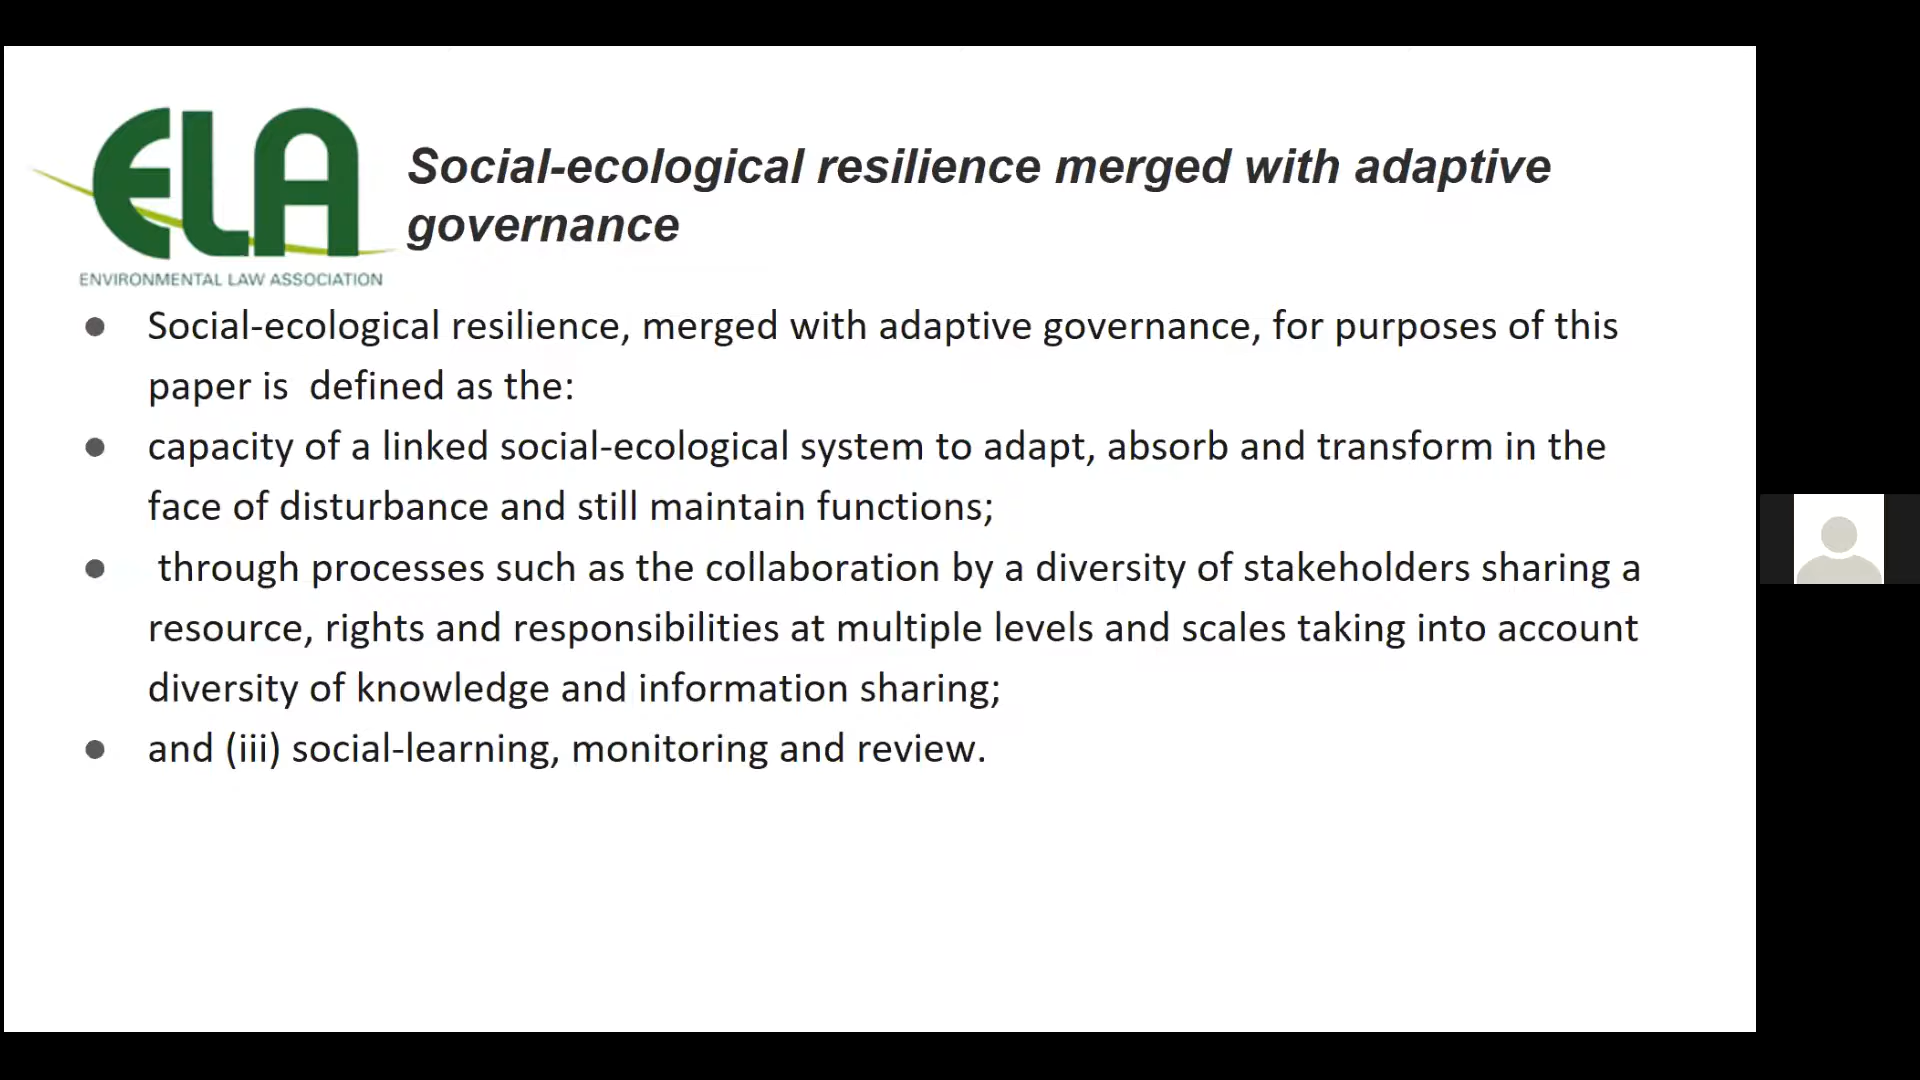 ELA
ENVIRONMENTAL LAW ASSOCIATION
Social-ecological resilience merged with adaptive
governance
● Social-ecological resilience, merged with adaptive governance, for purposes of this
paper is  defined as the:
● capacity of a linked social-ecological system to adapt, absorb and transform in the
face of disturbance and still maintain functions;
●  through processes such as the collaboration by a diversity of stakeholders sharing a
resource, rights and responsibilities at multiple levels and scales taking into account
diversity of knowledge and information sharing;
● and (iii) social-learning, monitoring and review.